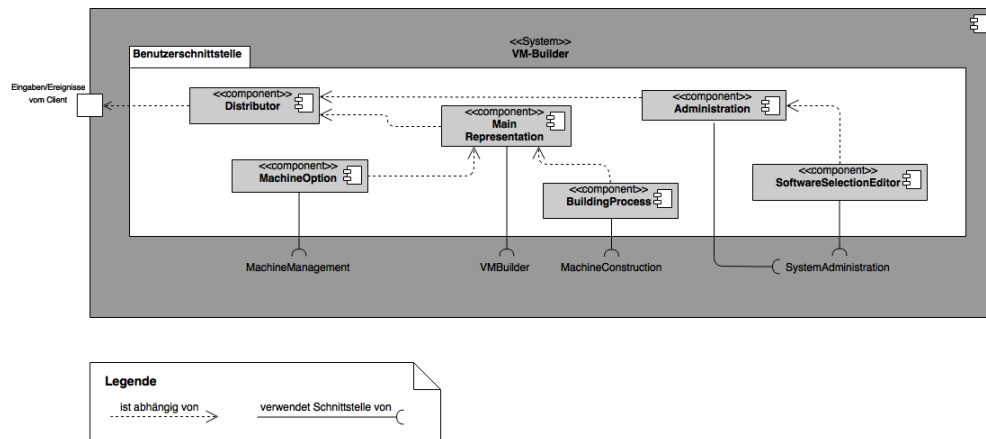 <<System>>
VM-Builder
Benutzerschnittstelle
Eingaben/Ereignisse
vom Client
<<component>>
Distributor
<<component>>
Main
Representation
<<component>>
Administration
<<component>>
MachineOption
<<component>>
BuildingProcess
<<component>>
SoftwareSelectionEditor
MachineManagement
VMBuilder
MachineConstruction
SystemAdministration
Legende
ist abhängig von
verwendet Schnittstelle von